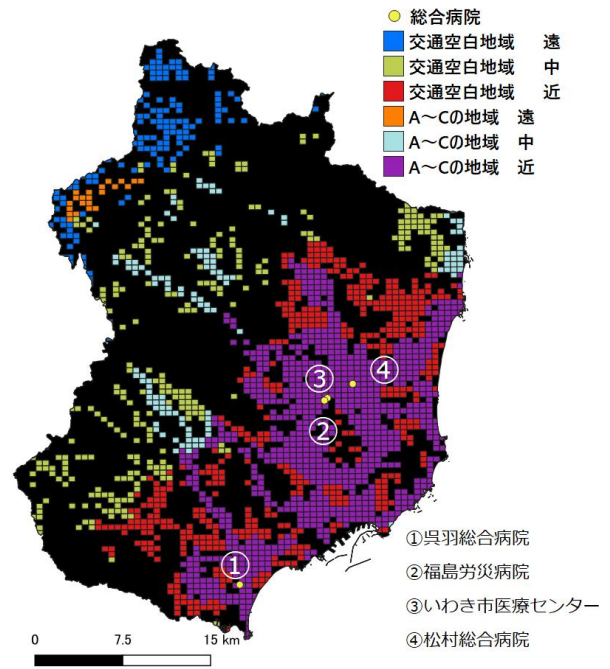 総合病院
交通空白地域 遠
交通空白地域 中
交通空白地域 近
A～Cの地域 遠
A～Cの地域 中
A～Cの地域 近
③
④
②
①
①呉羽総合病院
②福島労災病院
③いわき市医療センター
④松村総合病院
0 7.5 15 km